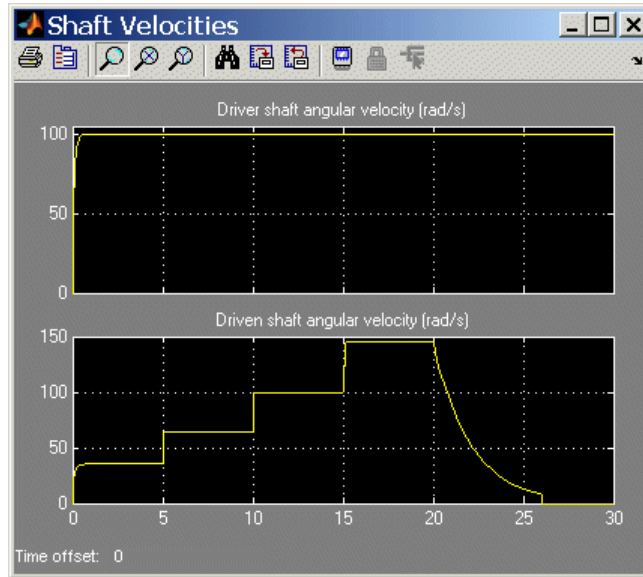 Shaft Velocities
Driver shaft angular velocity (rad/s)
100
50
0
Driven shaft angular velocity (rad/s)
150
100
50
0
0 5 10 15 20 25 30
Time offset: 0